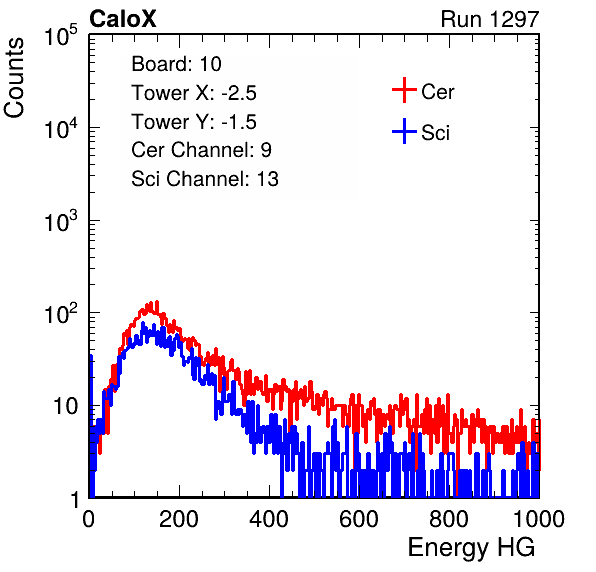 CaloX Run 1297
Counts
10^5
10^4
10^3
10^2
10
1
Board: 10
Tower X: -2.5
Tower Y: -1.5
Cer Channel: 9
Sci Channel: 13
Cer
Sci
0 200 400 600 800 1000
Energy HG